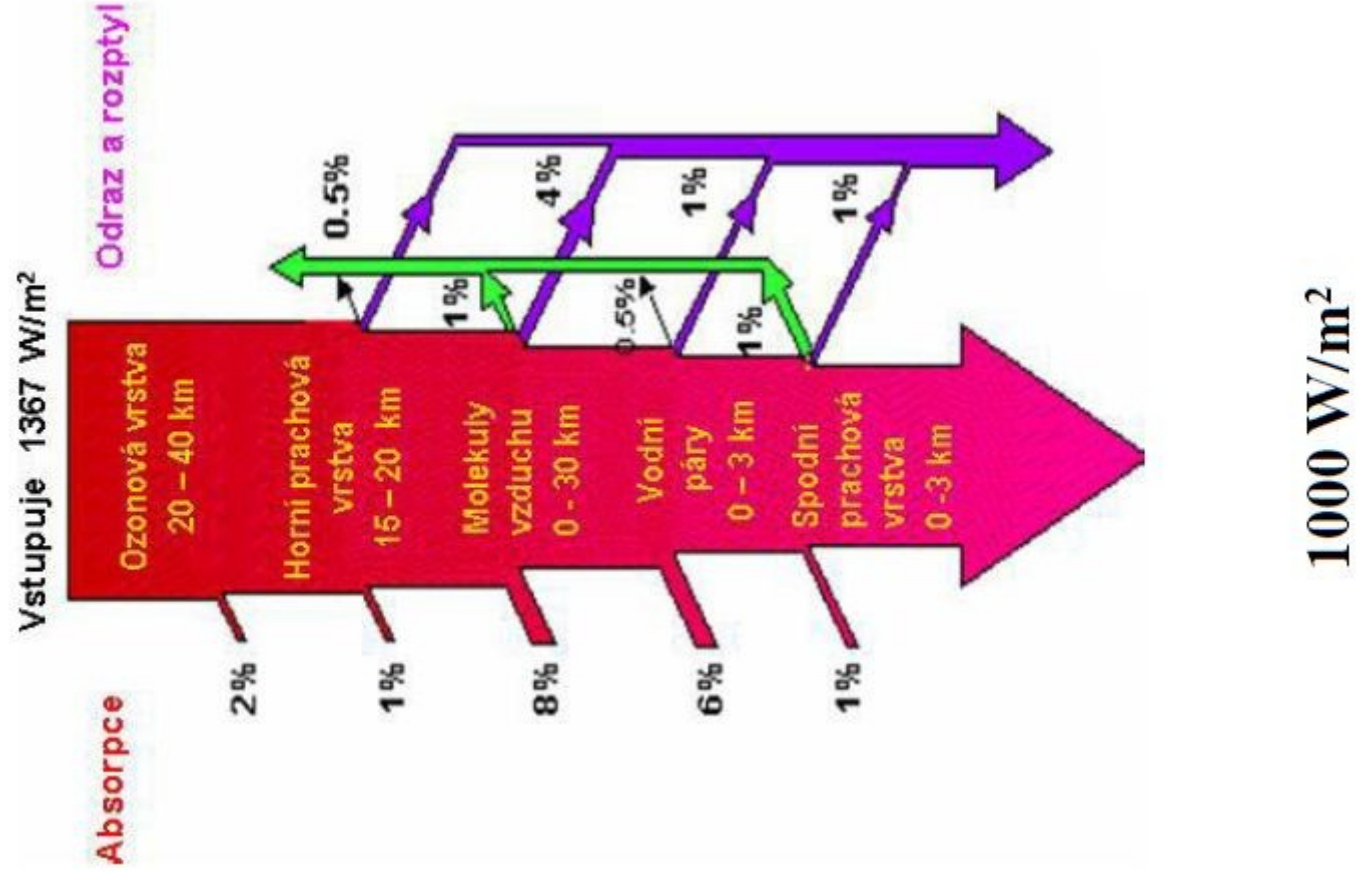 Vstupuje 1367 W/m²
Absorpce
Odraz a rozptyl
Ozonová vrstva
20 – 40 km
2%
Horní prachová
vrstva
15 – 20 km
1%
0.5%
Molekuly
vzduchu
0 - 30 km
8%
1%
4%
Vodní
páry
0 – 3 km
6%
0.5%
1%
Spodní
prachová
vrstva
0 -3 km
1%
1%
1%
1000 W/m²